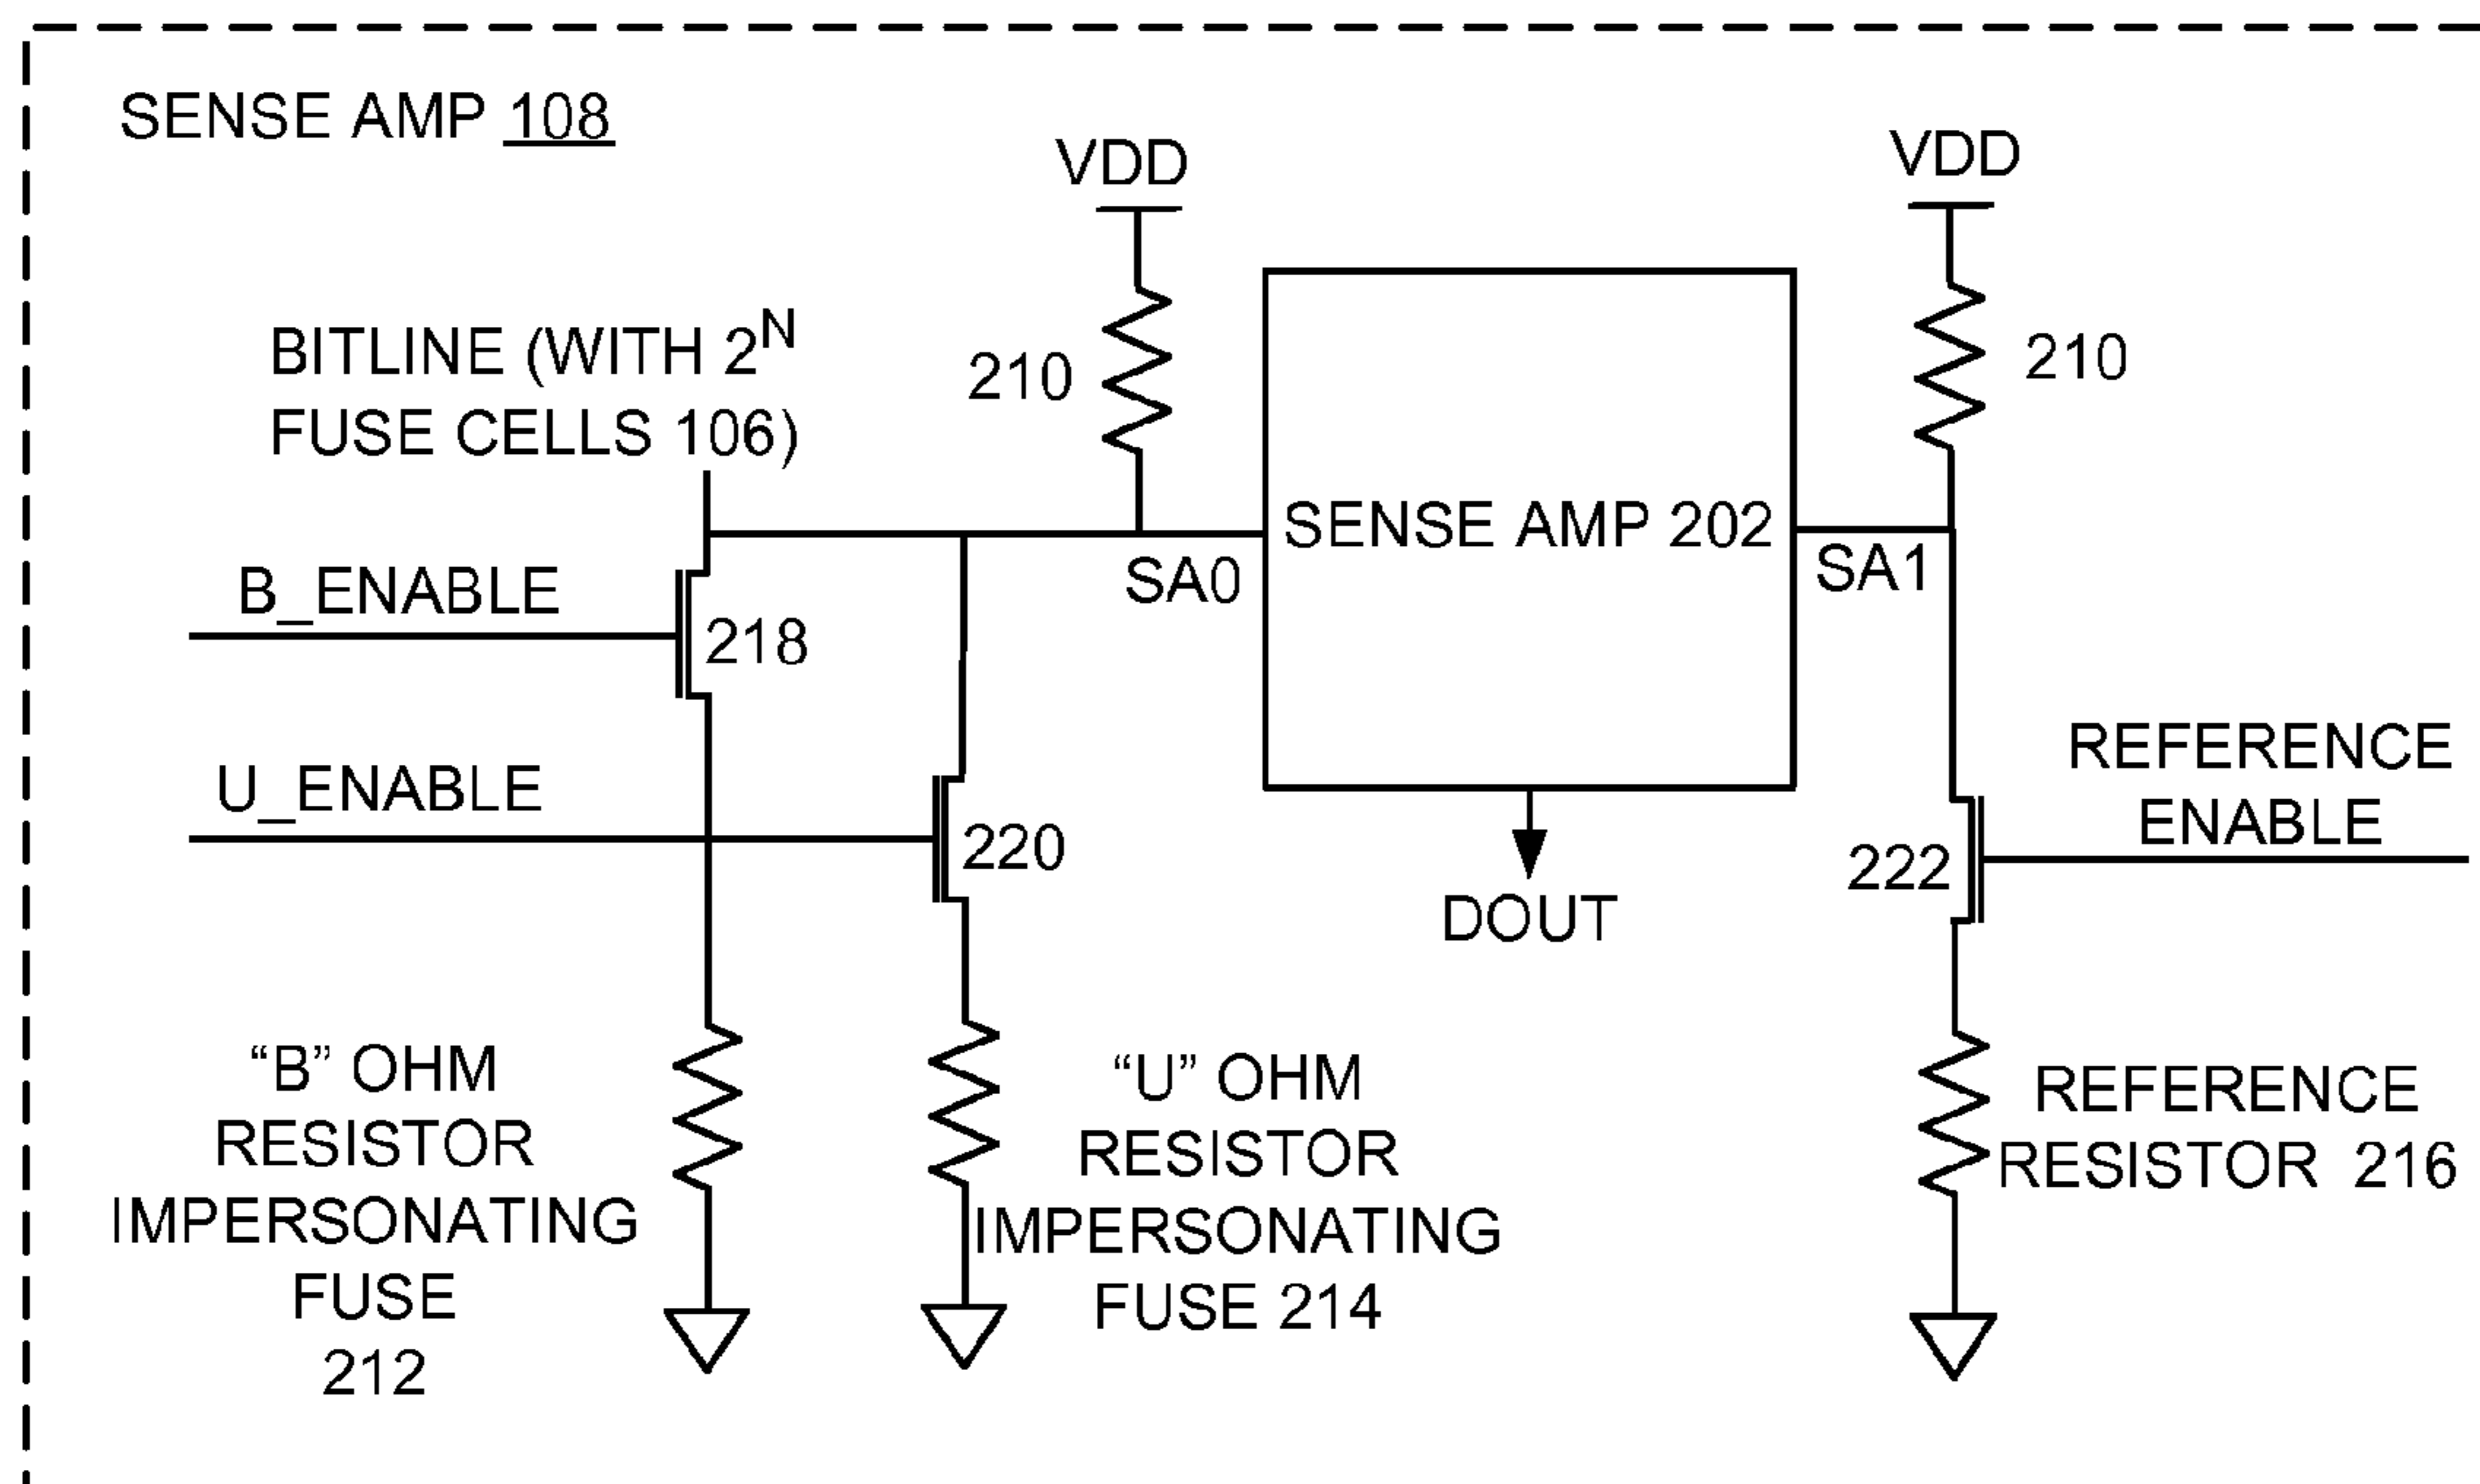 SENSE AMP 108
VDD
VDD
BITLINE (WITH 2^N
FUSE CELLS 106)
210
210
SENSE AMP 202
SA0
SA1
B_ENABLE
218
U_ENABLE
220
REFERENCE
ENABLE
222
DOUT
“B” OHM
RESISTOR
IMPERSONATING
FUSE
212
“U” OHM
RESISTOR
IMPERSONATING
FUSE 214
REFERENCE
RESISTOR 216